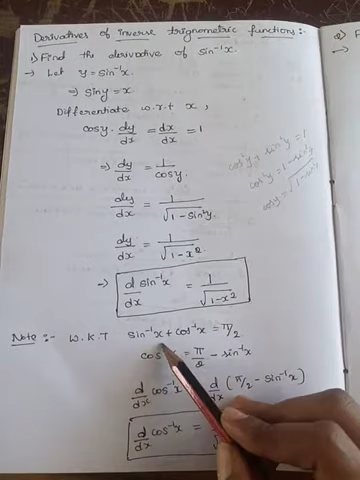 Derivatives of inverse trignometric functions:-
1) Find the derivative of sin⁻¹x.
→ Let y = sin⁻¹x
⇒ siny = x
Differentiate w.r.t x,
cosy. dy/dx = dx/dx = 1
⇒ dy/dx = 1/cosy.
dy/dx = 1/√(1-sin²y)
dy/dx = 1/√(1-x²).
⇒ d/dx sin⁻¹x = 1/√(1-x²)
cos²y + sin²y = 1
cos²y = 1-sin²y
cosy = √(1-sin²y)
Note :- W.K.T sin⁻¹x + cos⁻¹x = π/2
cos = π/2 - sin⁻¹x
d/dx cos⁻¹x d/dx (π/2 - sin⁻¹x)
d/dx cos⁻¹x =
2)
→